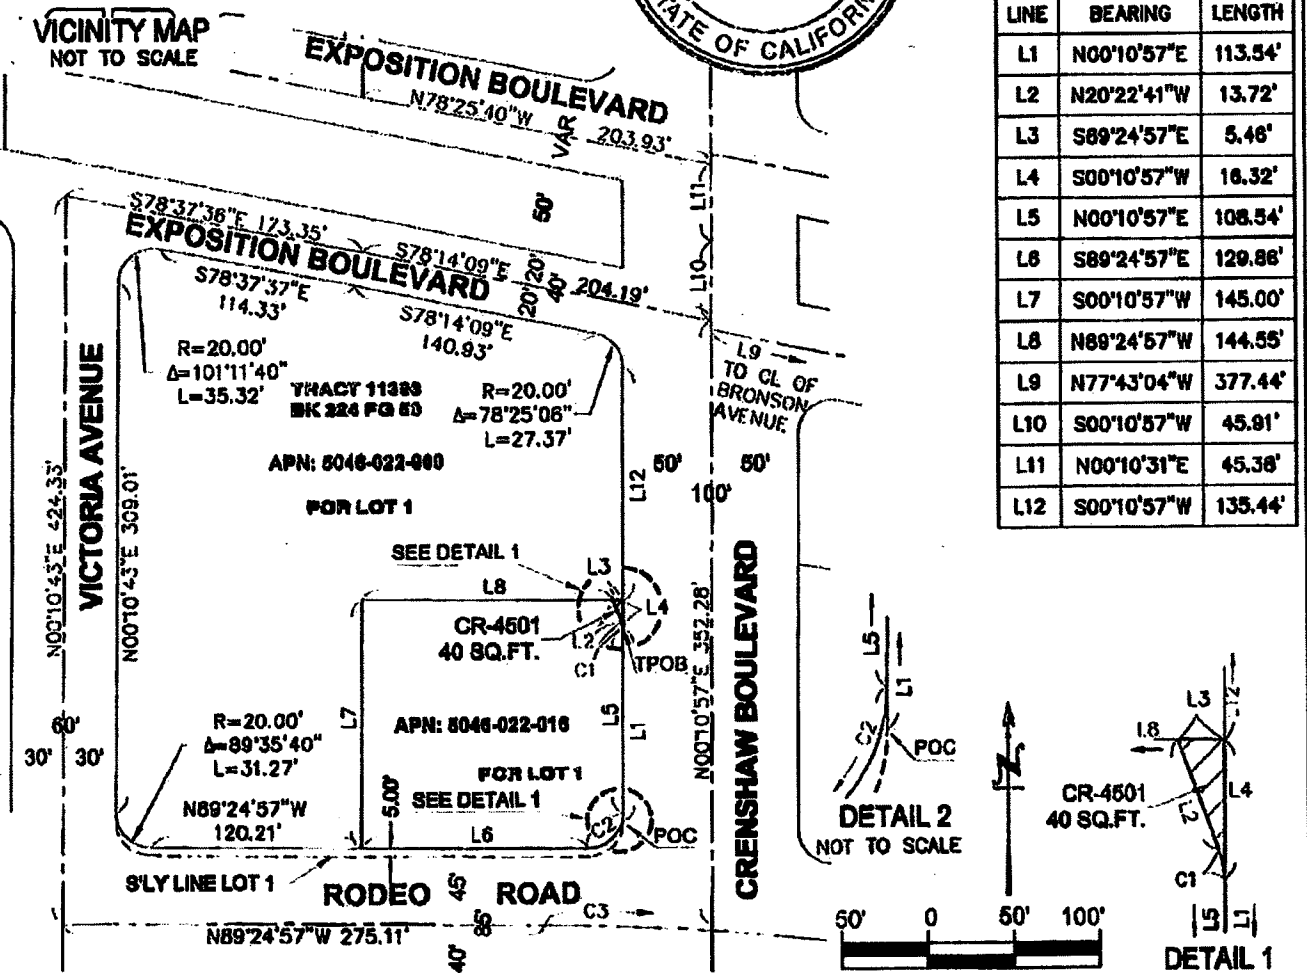 VICINITY MAP
NOT TO SCALE
STATE OF CALIFORNIA
EXPOSITION BOULEVARD
N78°25'40"W
VAR
203.93'
L11
50'
S78°37'36"E 173.35'
S78°14'09"E
EXPOSITION BOULEVARD
20'
20'
40'
204.19'
L10
S78°37'37"E
114.33'
S78°14'09"E
140.93'
L9
TO CL OF
BRONSON
AVENUE
R=20.00'
Δ=101°11'40"
L=35.32'
TRACT 11393
R=20.00'
Δ=78°25'06"
L=27.37'
VICTORIA AVENUE
N00°10'43"E 424.33'
N00°10'43"E 309.01'
POR LOT 1
L12
50'
50'
100'
SEE DETAIL 1
L3
L8
L4
CR-4501
40 SQ.FT.
L2
C1
TPOB
N00°10'57"E 352.28'
CRENSHAW BOULEVARD
L7
APN: 5046-022-016
L5
L1
60'
30'
30'
R=20.00'
Δ=89°35'40"
L=31.27'
POR LOT 1
SEE DETAIL 1
N89°24'57"W
120.21'
5.00'
L6
C2
POC
S'LY LINE LOT 1
RODEO ROAD
45'
85'
40'
C3
N89°24'57"W 275.11'
LINE BEARING LENGTH
L1 N00°10'57"E 113.54'
L2 N20°22'41"W 13.72'
L3 S89°24'57"E 5.46'
L4 S00°10'57"W 16.32'
L5 N00°10'57"E 108.54'
L6 S89°24'57"E 129.86'
L7 S00°10'57"W 145.00'
L8 N89°24'57"W 144.55'
L9 N77°43'04"W 377.44'
L10 S00°10'57"W 45.91'
L11 N00°10'31"E 45.38'
L12 S00°10'57"W 135.44'
L5
L1
C2
POC
DETAIL 2
NOT TO SCALE
50' 0 50' 100'
L3
L12
L8
CR-4501
40 SQ.FT.
L4
L2
C1
L5
L1
DETAIL 1